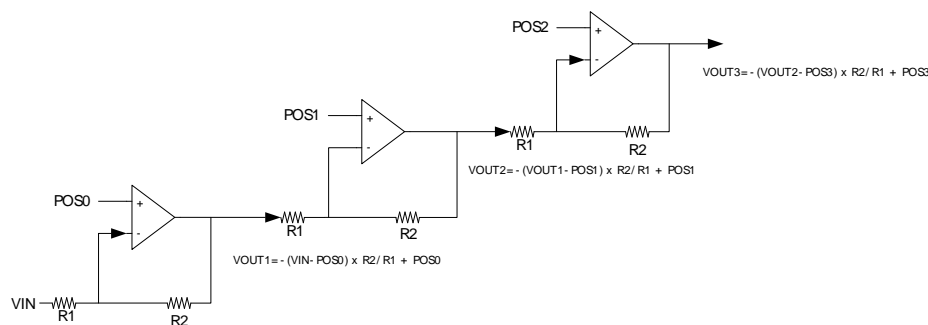 POS2
+
-
VOUT3= - (VOUT2- POS3) x R2/ R1 + POS3
R1
R2
POS1
+
-
VOUT2= - (VOUT1- POS1) x R2/ R1 + POS1
R1
R2
POS0
+
-
VOUT1= - (VIN- POS0) x R2/ R1 + POS0
VIN
R1
R2